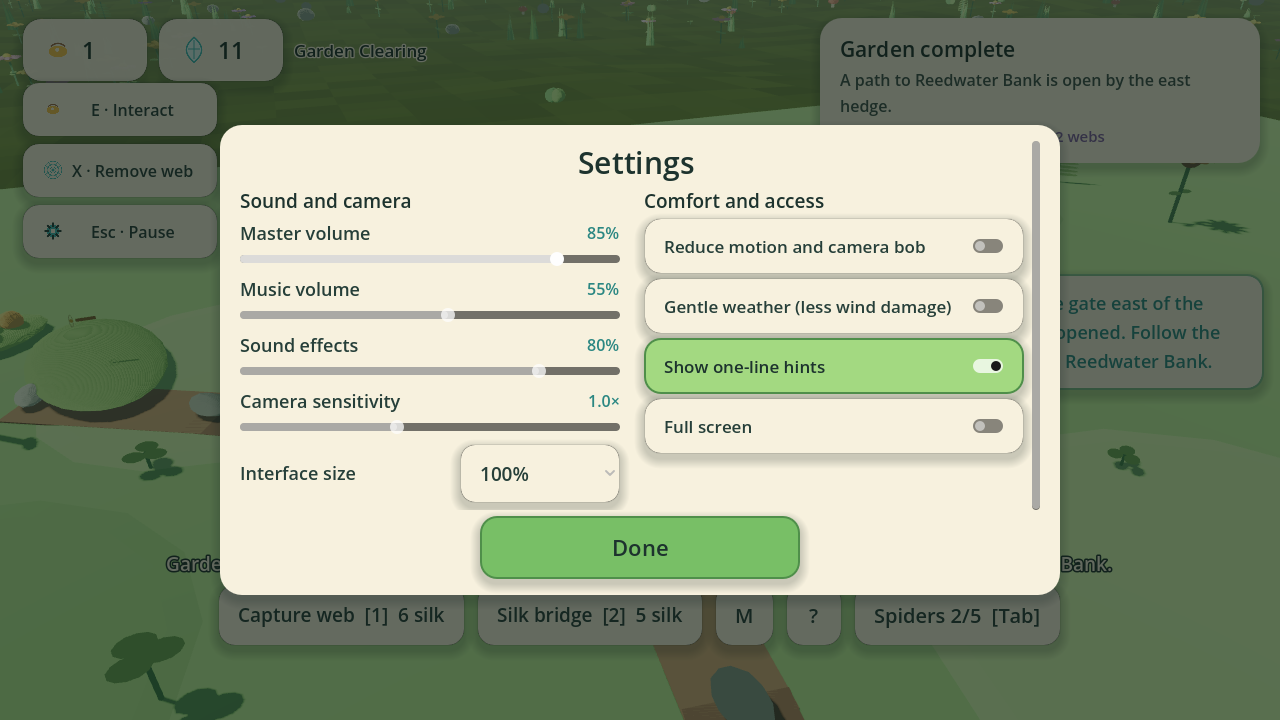 1
11
Garden Clearing
E · Interact
X · Remove web
Esc · Pause
Garden complete
A path to Reedwater Bank is open by the east
hedge.
webs
Settings
Sound and camera
Master volume 85%
Music volume 55%
Sound effects 80%
Camera sensitivity 1.0×
Interface size 100%
Comfort and access
Reduce motion and camera bob
Gentle weather (less wind damage)
Show one-line hints
Full screen
Done
gate east of the
opened. Follow the
Reedwater Bank.
Bank.
Capture web [1] 6 silk
Silk bridge [2] 5 silk
M
?
Spiders 2/5 [Tab]